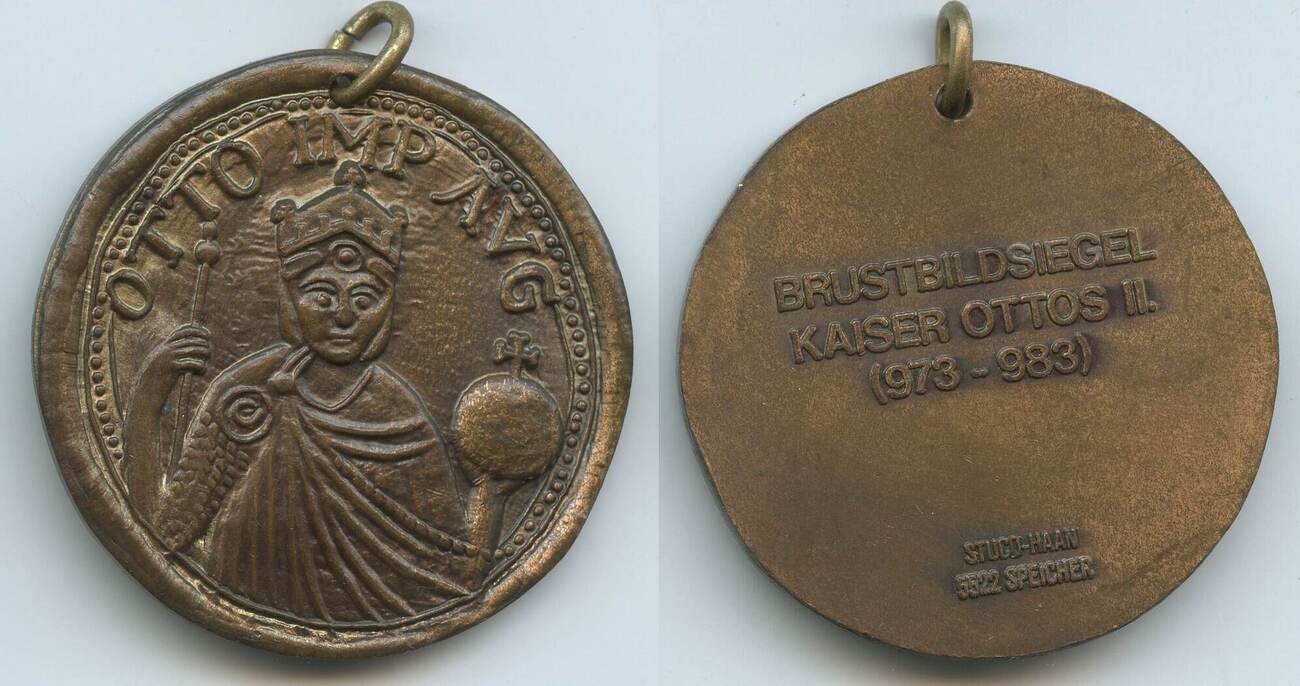 OTTO IMP AVG
BRUSTBILDSIEGEL
KAISER OTTOS II.
(973 - 983)
STUCO-HAAN
5522 SPEICHER